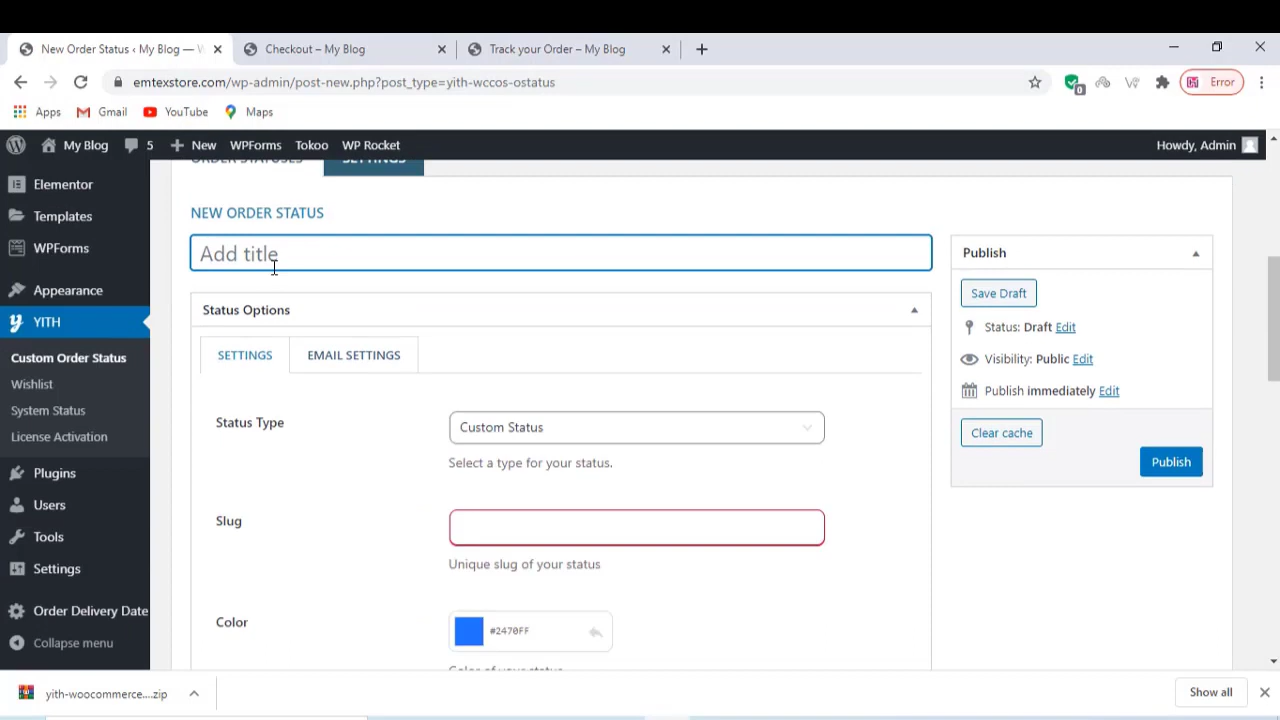 New Order Status ‹ My Blog — W
Checkout – My Blog
Track your Order – My Blog
emtexstore.com/wp-admin/post-new.php?post_type=yith-wccos-ostatus
0
Error
Apps
Gmail
YouTube
Maps
My Blog
5
New
WPForms
Tokoo
WP Rocket
Howdy, Admin
Elementor
Templates
WPForms
Appearance
YITH
Custom Order Status
Wishlist
System Status
License Activation
Plugins
Users
Tools
Settings
Order Delivery Date
Collapse menu
ORDER STATUSES
SETTINGS
NEW ORDER STATUS
Add title
Status Options
SETTINGS
EMAIL SETTINGS
Status Type
Custom Status
Select a type for your status.
Slug
Unique slug of your status
Color
#2470FF
Color of your status
Publish
Save Draft
Status: Draft Edit
Visibility: Public Edit
Publish immediately Edit
Clear cache
Publish
yith-woocommerce....zip
Show all